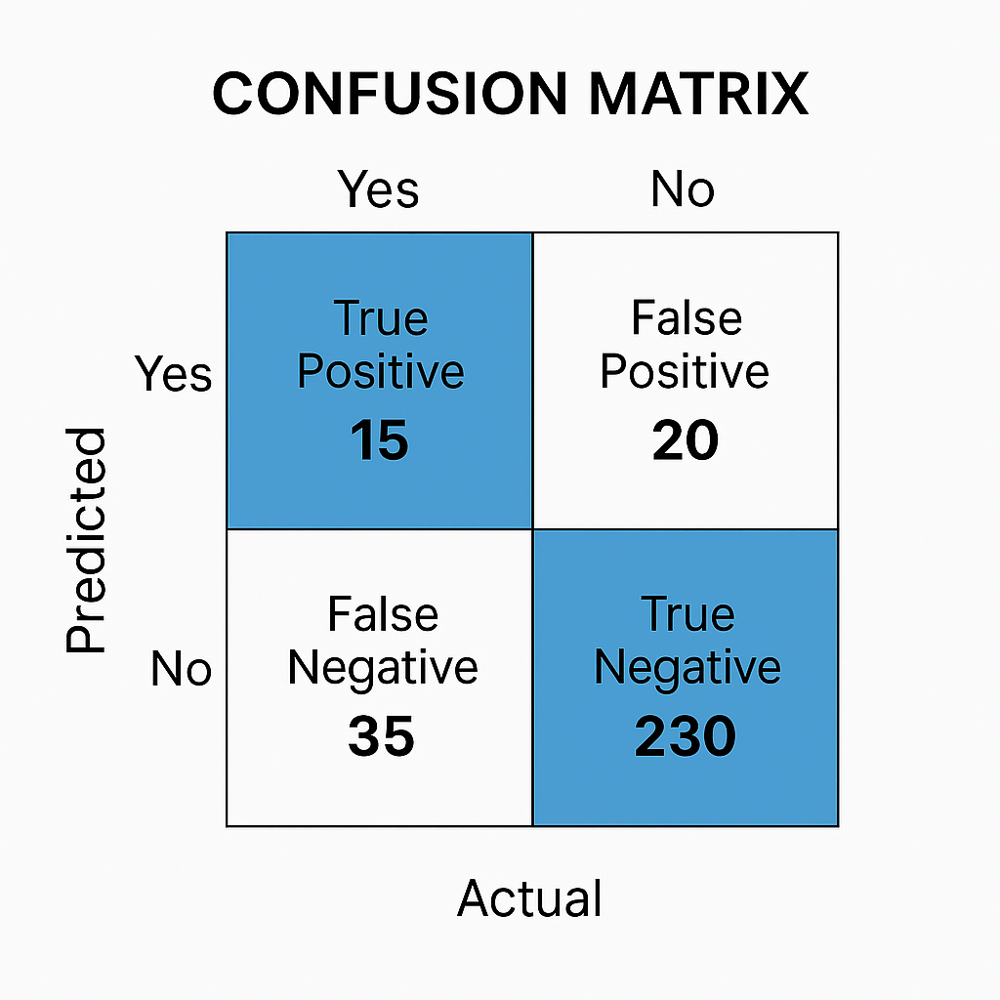 CONFUSION MATRIX
Yes No
Yes
True
Positive
15
False
Positive
20
Predicted
No
False
Negative
35
True
Negative
230
Actual